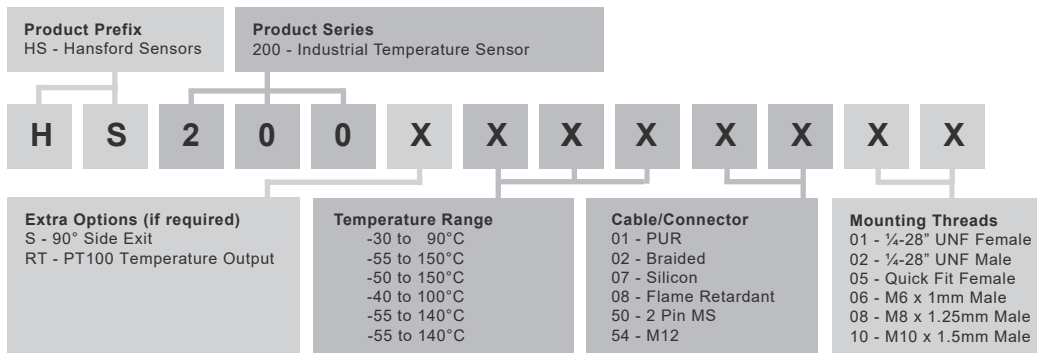 Product Prefix
HS - Hansford Sensors
Product Series
200 - Industrial Temperature Sensor
H S 2 0 0 X X X X X X X X
Extra Options (if required)
S - 90° Side Exit
RT - PT100 Temperature Output
Temperature Range
-30 to 90°C
-55 to 150°C
-50 to 150°C
-40 to 100°C
-55 to 140°C
-55 to 140°C
Cable/Connector
01 - PUR
02 - Braided
07 - Silicon
08 - Flame Retardant
50 - 2 Pin MS
54 - M12
Mounting Threads
01 - ¼-28” UNF Female
02 - ¼-28” UNF Male
05 - Quick Fit Female
06 - M6 x 1mm Male
08 - M8 x 1.25mm Male
10 - M10 x 1.5mm Male